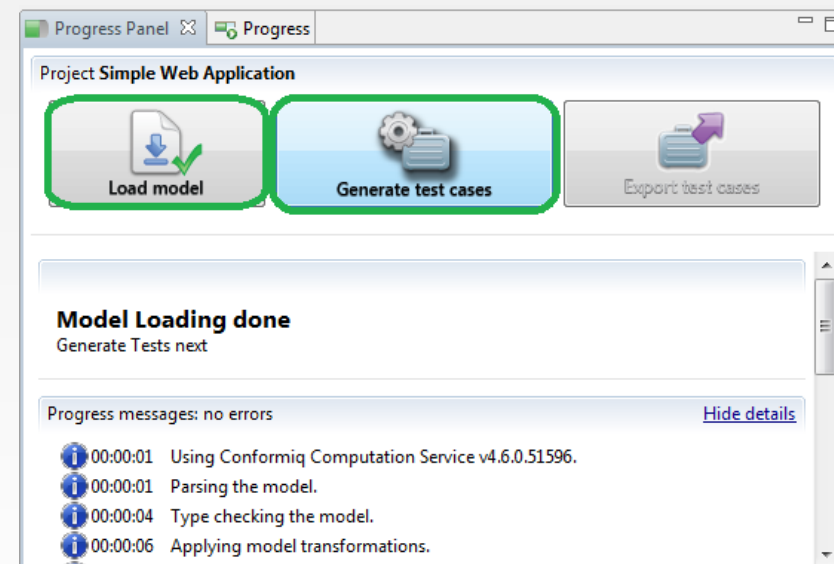 Progress Panel Progress
Project Simple Web Application
Load model Generate test cases Export test cases
Model Loading done
Generate Tests next
Progress messages: no errors Hide details
00:00:01 Using Conformiq Computation Service v4.6.0.51596.
00:00:01 Parsing the model.
00:00:04 Type checking the model.
00:00:06 Applying model transformations.